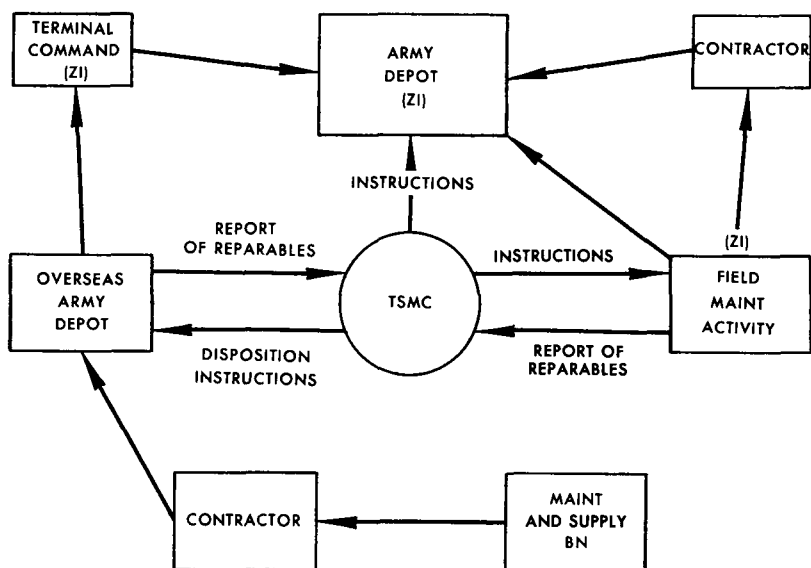 TERMINAL
COMMAND
(ZI)
ARMY
DEPOT
(ZI)
CONTRACTOR
INSTRUCTIONS
REPORT
OF REPARABLES
INSTRUCTIONS
(ZI)
OVERSEAS
ARMY
DEPOT
TSMC
FIELD
MAINT
ACTIVITY
DISPOSITION
INSTRUCTIONS
REPORT OF
REPARABLES
CONTRACTOR
MAINT
AND SUPPLY
BN